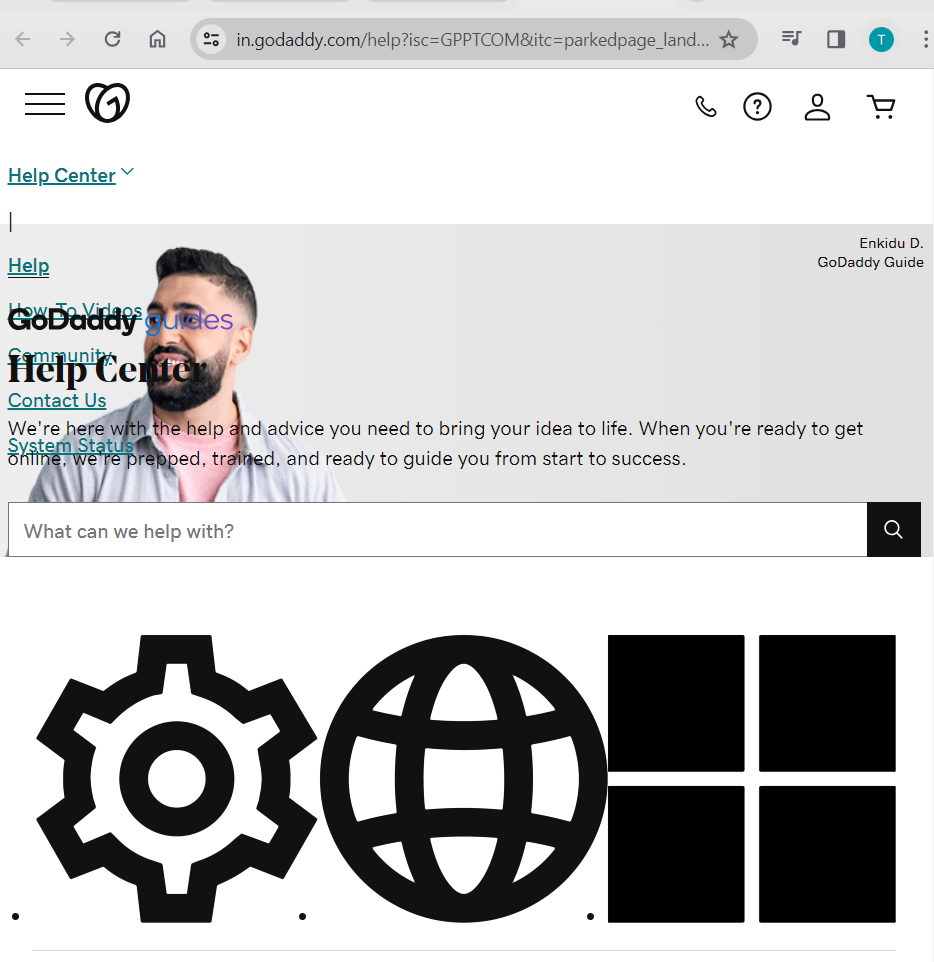 in.godaddy.com/help?isc=GPPTCOM&itc=parkedpage_land...
T
Help Center
|
Enkidu D.
GoDaddy Guide
Help
How-To Videos
GoDaddy guides
Community
Help Center
Contact Us
We're here with the help and advice you need to bring your idea to life. When you're ready to get
System Status
online, we're prepped, trained, and ready to guide you from start to success.
What can we help with?